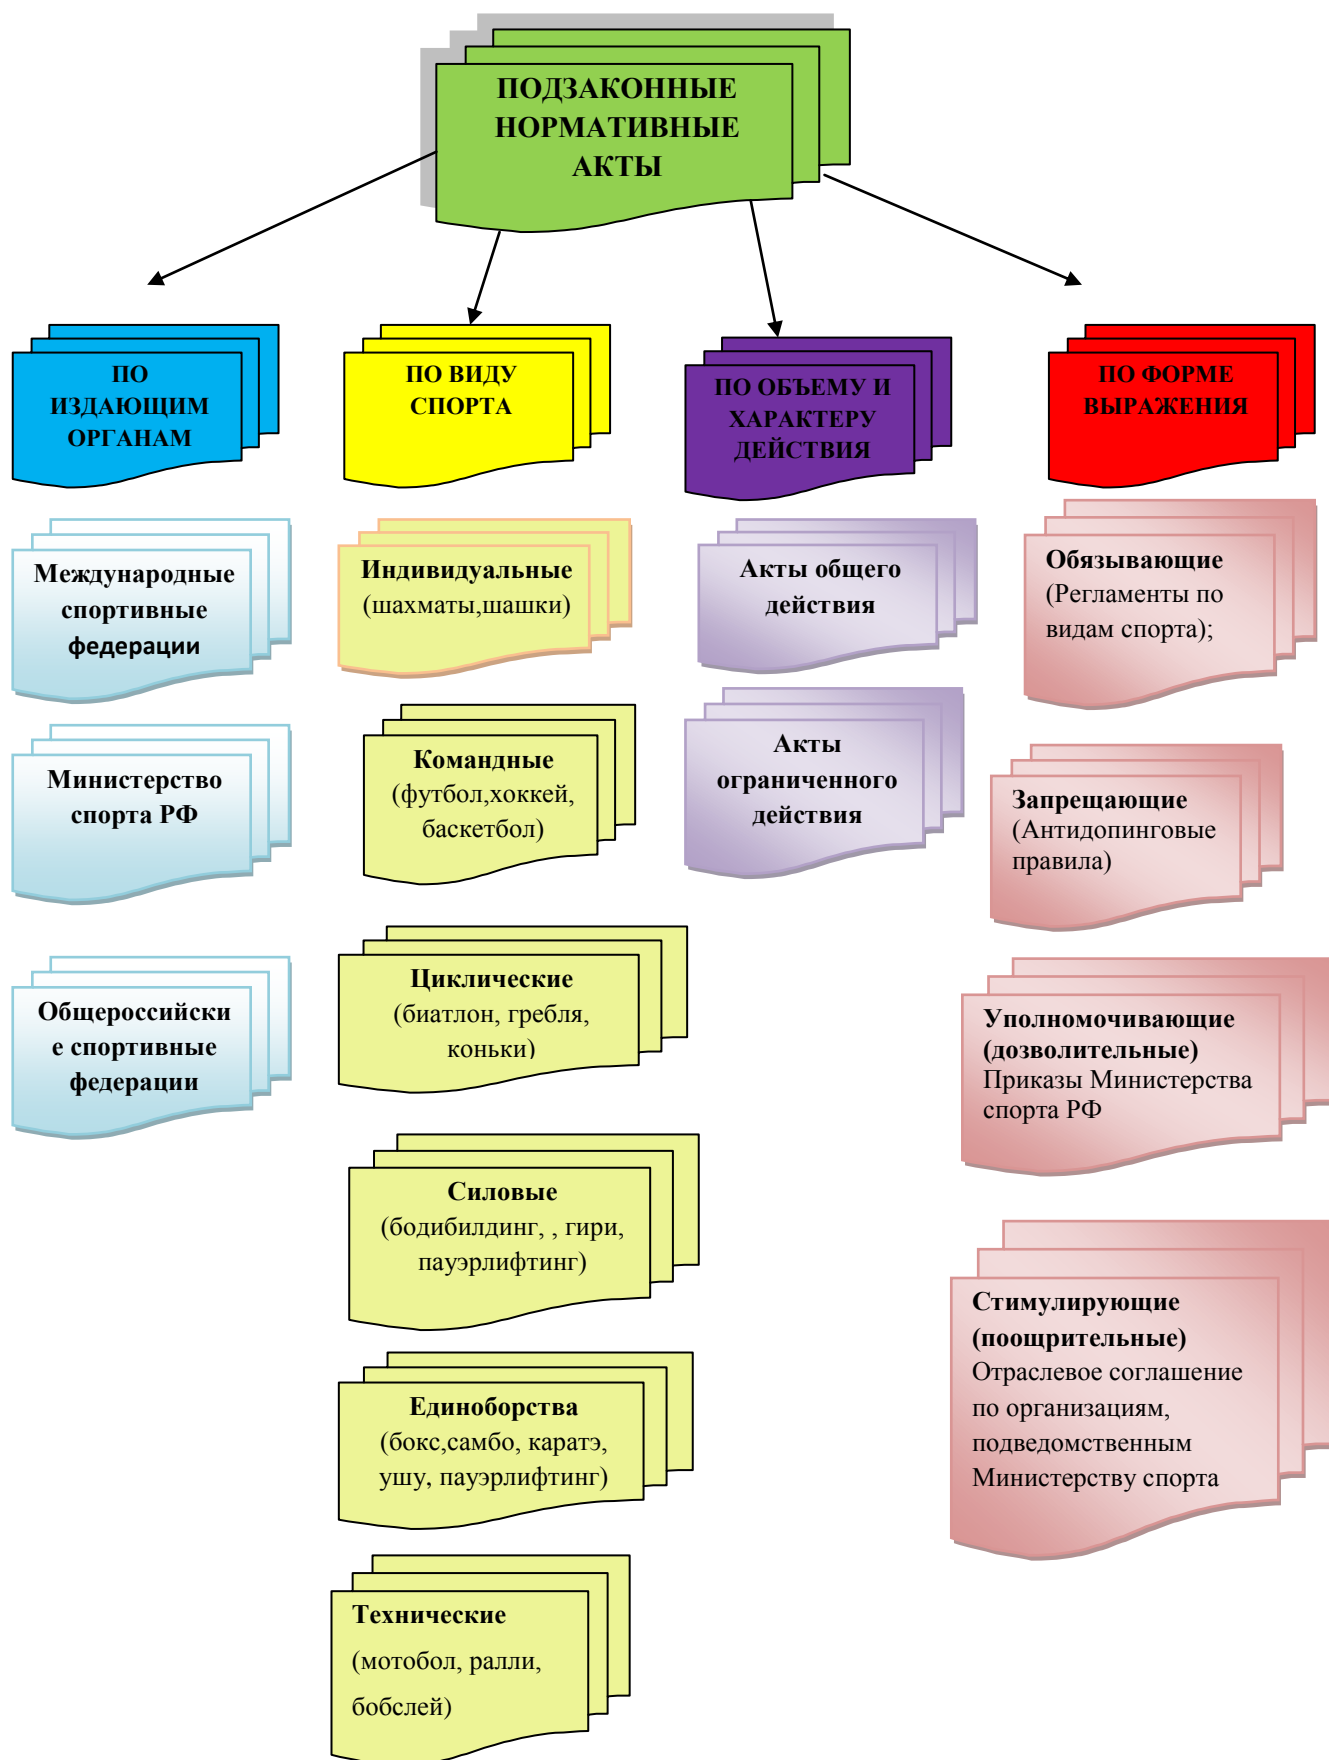 ПОДЗАКОННЫЕ
НОРМАТИВНЫЕ
АКТЫ
ПО
ИЗДАЮЩИМ
ОРГАНАМ
ПО ВИДУ
СПОРТА
ПО ОБЪЕМУ И
ХАРАКТЕРУ
ДЕЙСТВИЯ
ПО ФОРМЕ
ВЫРАЖЕНИЯ
Международные
спортивные
федерации
Министерство
спорта РФ
Общероссийски
е спортивные
федерации
Индивидуальные
(шахматы,шашки)
Командные
(футбол,хоккей,
баскетбол)
Циклические
(биатлон, гребля,
коньки)
Силовые
(бодибилдинг, , гири,
пауэрлифтинг)
Единоборства
(бокс,самбо, каратэ,
ушу, пауэрлифтинг)
Технические
(мотобол, ралли,
бобслей)
Акты общего
действия
Акты
ограниченного
действия
Обязывающие
(Регламенты по
видам спорта);
Запрещающие
(Антидопинговые
правила)
Уполномочивающие
(дозволительные)
Приказы Министерства
спорта РФ
Стимулирующие
(поощрительные)
Отраслевое соглашение
по организациям,
подведомственным
Министерству спорта